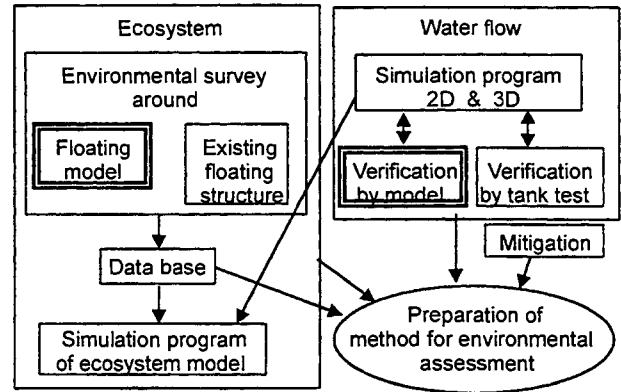 Ecosystem
Environmental survey
around
Floating
model
Existing
floating
structure
Data base
Simulation program
of ecosystem model
Water flow
Simulation program
2D & 3D
Verification
by model
Verification
by tank test
Mitigation
Preparation of
method for environmental
assessment